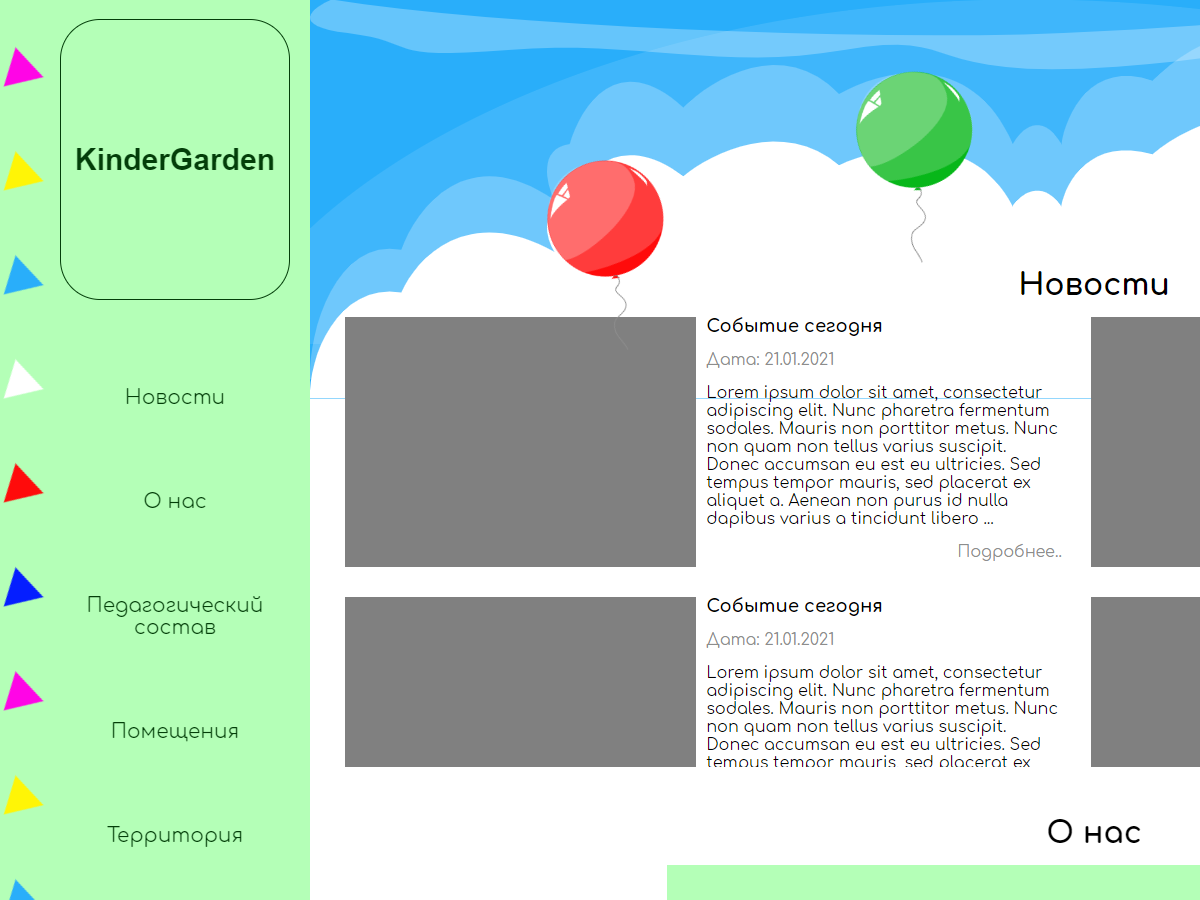 KinderGarden
Новости
О нас
Педагогический
состав
Помещения
Территория
Новости
Событие сегодня
Дата: 21.01.2021
Lorem ipsum dolor sit amet, consectetur
adipiscing elit. Nunc pharetra fermentum
sodales. Mauris non porttitor metus. Nunc
non quam non tellus varius suscipit.
Donec accumsan eu est eu ultricies. Sed
tempus tempor mauris, sed placerat ex
aliquet a. Aenean non purus id nulla
dapibus varius a tincidunt libero ...
Подробнее..
Событие сегодня
Дата: 21.01.2021
Lorem ipsum dolor sit amet, consectetur
adipiscing elit. Nunc pharetra fermentum
sodales. Mauris non porttitor metus. Nunc
non quam non tellus varius suscipit.
Donec accumsan eu est eu ultricies. Sed
tempus tempor mauris, sed placerat ex
О нас